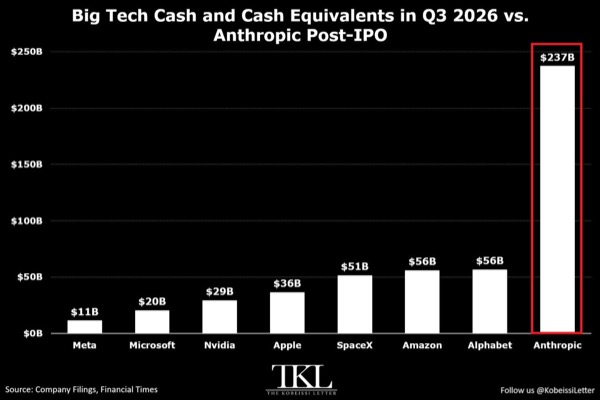 Big Tech Cash and Cash Equivalents in Q3 2026 vs.
Anthropic Post-IPO
$250B
$200B
$150B
$100B
$50B
$0B
$11B
$20B
$29B
$36B
$51B
$56B
$56B
$237B
Meta
Microsoft
Nvidia
Apple
SpaceX
Amazon
Alphabet
Anthropic
TKL
THE KOBEISSI LETTER
Source: Company Filings, Financial Times
Follow us @KobeissiLetter